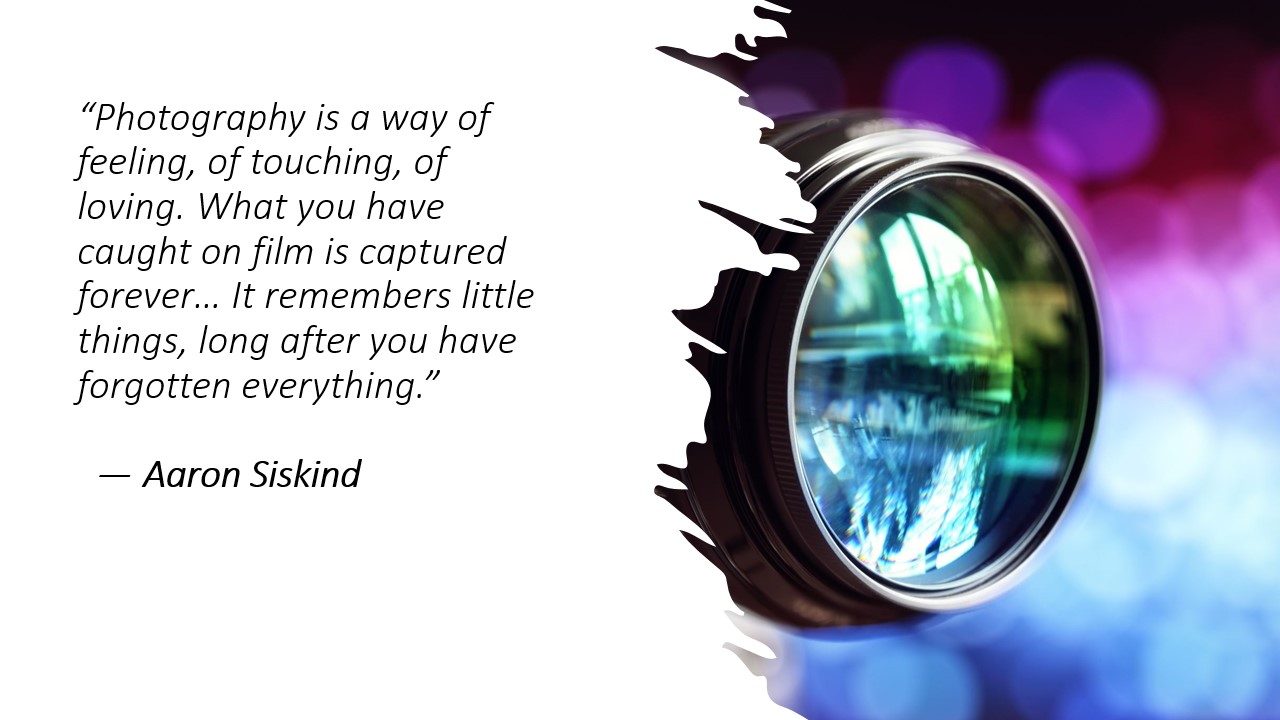 “Photography is a way of
feeling, of touching, of
loving. What you have
caught on film is captured
forever… It remembers little
things, long after you have
forgotten everything.”
— Aaron Siskind